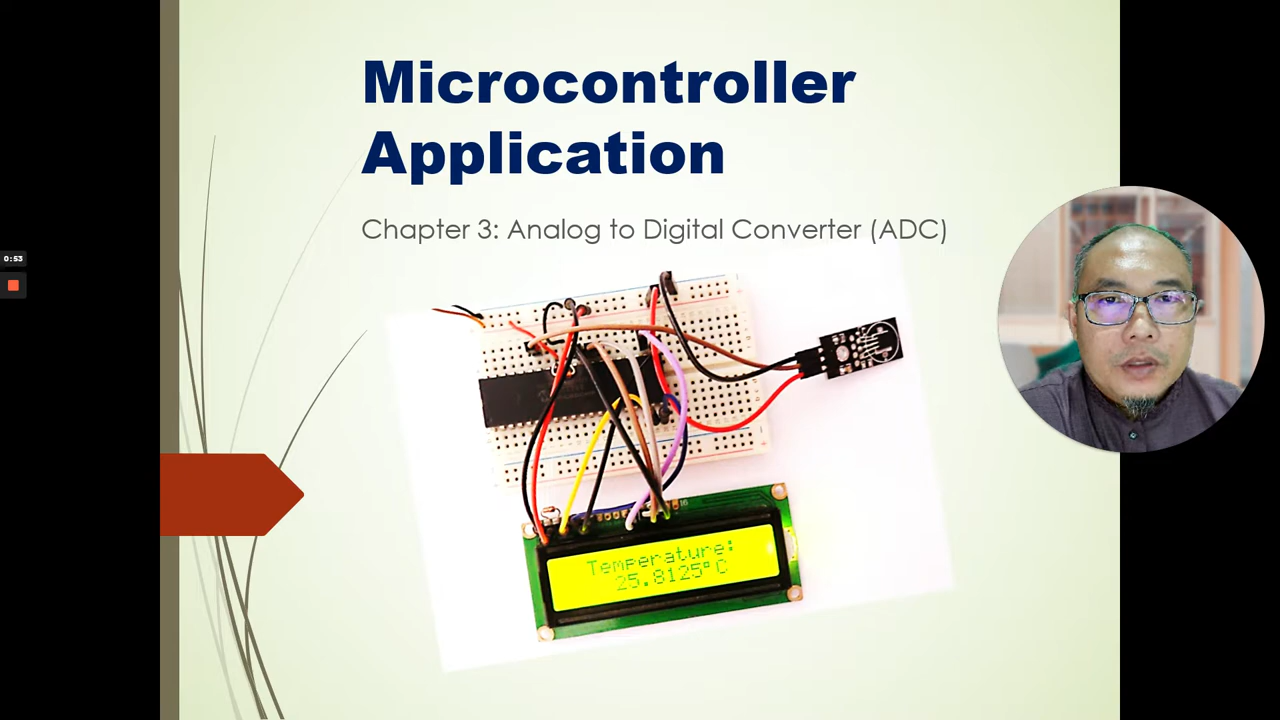 Microcontroller
Application
Chapter 3: Analog to Digital Converter (ADC)
0:53
Temperature:
25.8125°C